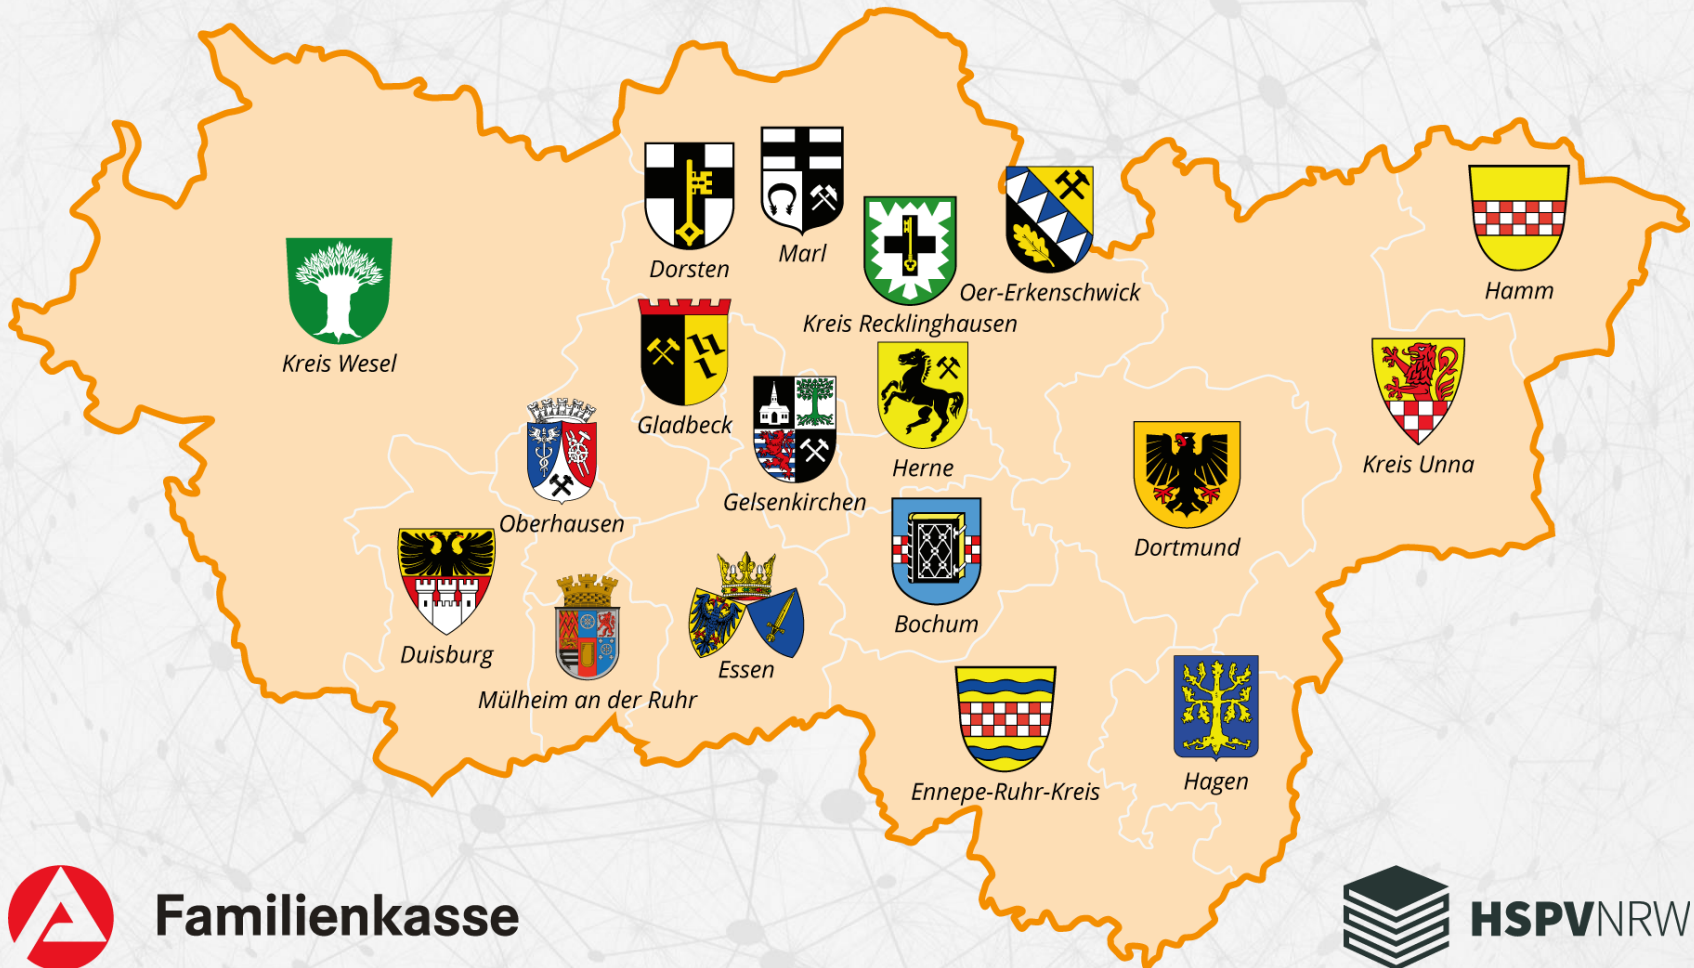 Dorsten
Marl
Oer-Erkenschwick
Kreis Recklinghausen
Hamm
Kreis Wesel
Gladbeck
Herne
Kreis Unna
Gelsenkirchen
Oberhausen
Dortmund
Bochum
Duisburg
Essen
Mülheim an der Ruhr
Hagen
Ennepe-Ruhr-Kreis
Familienkasse
HSPVNRW